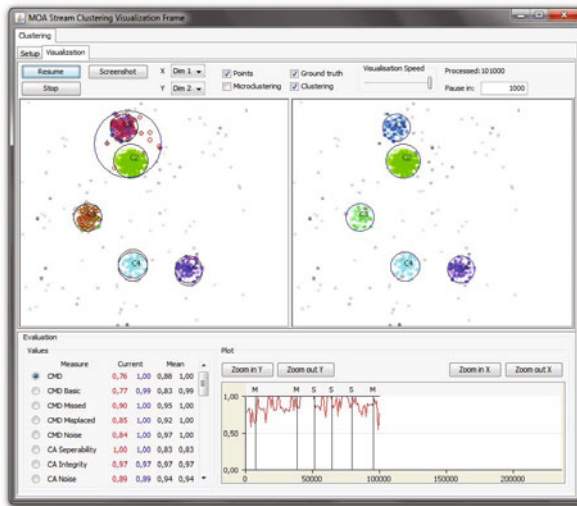 MOA Stream Clustering Visualization Frame
Clustering
Setup Visualization
Resume Screenshot X Dim 1 Points Ground truth Visualisation Speed Processed: 101000
Stop Y Dim 2 Microclustering Clustering Pause in: 1000
C2 C2
C3
C4
Evaluation
Values Plot
Measure Current Mean
Zoom in Y Zoom out Y Zoom in X Zoom out X
CMD 0,76 1,00 0,88 1,00
CMD Basic 0,77 0,99 0,83 0,99
CMD Missed 0,90 1,00 0,95 1,00
CMD Misplaced 0,85 1,00 0,92 1,00
CMD Noise 0,84 1,00 0,97 1,00
CA Seperability 1,00 1,00 0,83 0,83
CA Integrity 0,97 0,97 0,97 0,97
CA Noise 0,89 0,89 0,94 0,94
M M S S S M
1,00
0,50
0,00
0 50000 100000 150000 200000